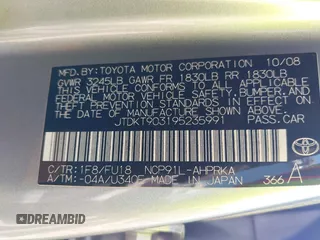 MFD. BY: TOYOTA MOTOR CORPORATION 10/08
GVWR 3245LB GAWR FR 1830LB RR 1830LB
THIS VEHICLE CONFORMS TO ALL APPLICABLE
FEDERAL MOTOR VEHICLE SAFETY, BUMPER, AND
THEFT PREVENTION STANDARDS IN EFFECT ON
THE DATE OF MANUFACTURE SHOWN ABOVE.
JTDKT903195235991 PASS.CAR
C/TR: 1F8/FU18 NCP91L-AHPRKA
A/TM: -04A/U340E MADE IN JAPAN 366 A
TOYOTA
DREAMBID